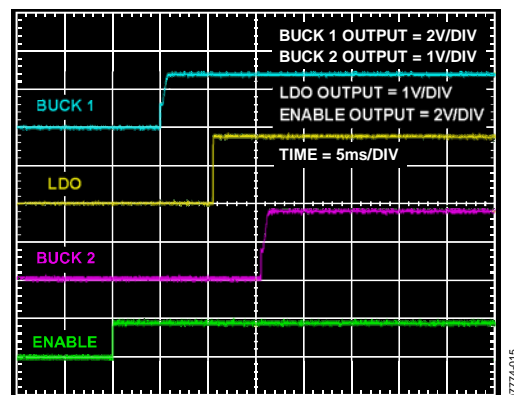 BUCK 1 OUTPUT = 2V/DIV
BUCK 2 OUTPUT = 1V/DIV
LDO OUTPUT = 1V/DIV
ENABLE OUTPUT = 2V/DIV
TIME = 5ms/DIV
BUCK 1
LDO
BUCK 2
ENABLE